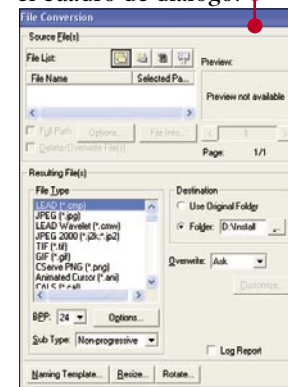 el cuadro de diálogo.
File Conversion
Source File(s)
File List:
Preview:
File Name Selected Pa...
Preview not available
Full Path Options... File Info...
1
Delete/Overwrite File(s)
Page: 1/1
Resulting File(s)
File Type
LEAD (*.cmp)
JPEG (*.jpg)
LEAD Wavelet (*.cmw)
JPEG 2000 (*.j2k;*.jp2)
TIF (*.tif)
GIF (*.gif)
CServe PNG (*.png)
Animated Cursor (*.ani)
CALS (*.cal)
Destination
Use Original Folder
Folder: D:\Install ...
Overwrite: Ask
Customize...
BPP: 24 Options...
Sub Type: Non-progressive
Log Report
Naming Template... Resize... Rotate...